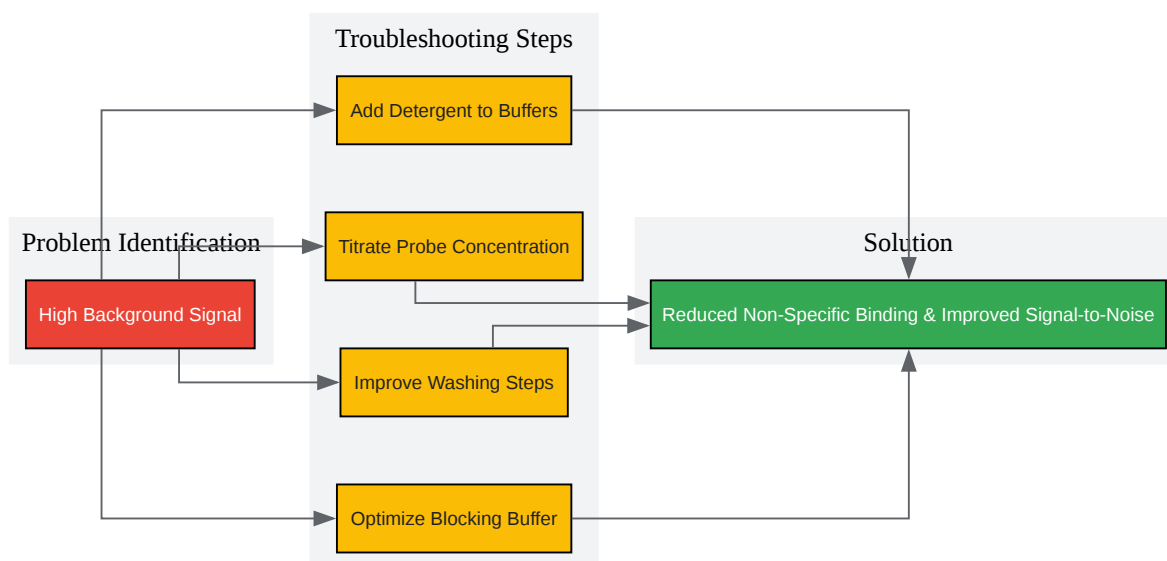 Troubleshooting Steps
Add Detergent to Buffers
Problem Identification
Titrate Probe Concentration
Solution
High Background Signal
Reduced Non-Specific Binding & Improved Signal-to-Noise
Improve Washing Steps
Optimize Blocking Buffer